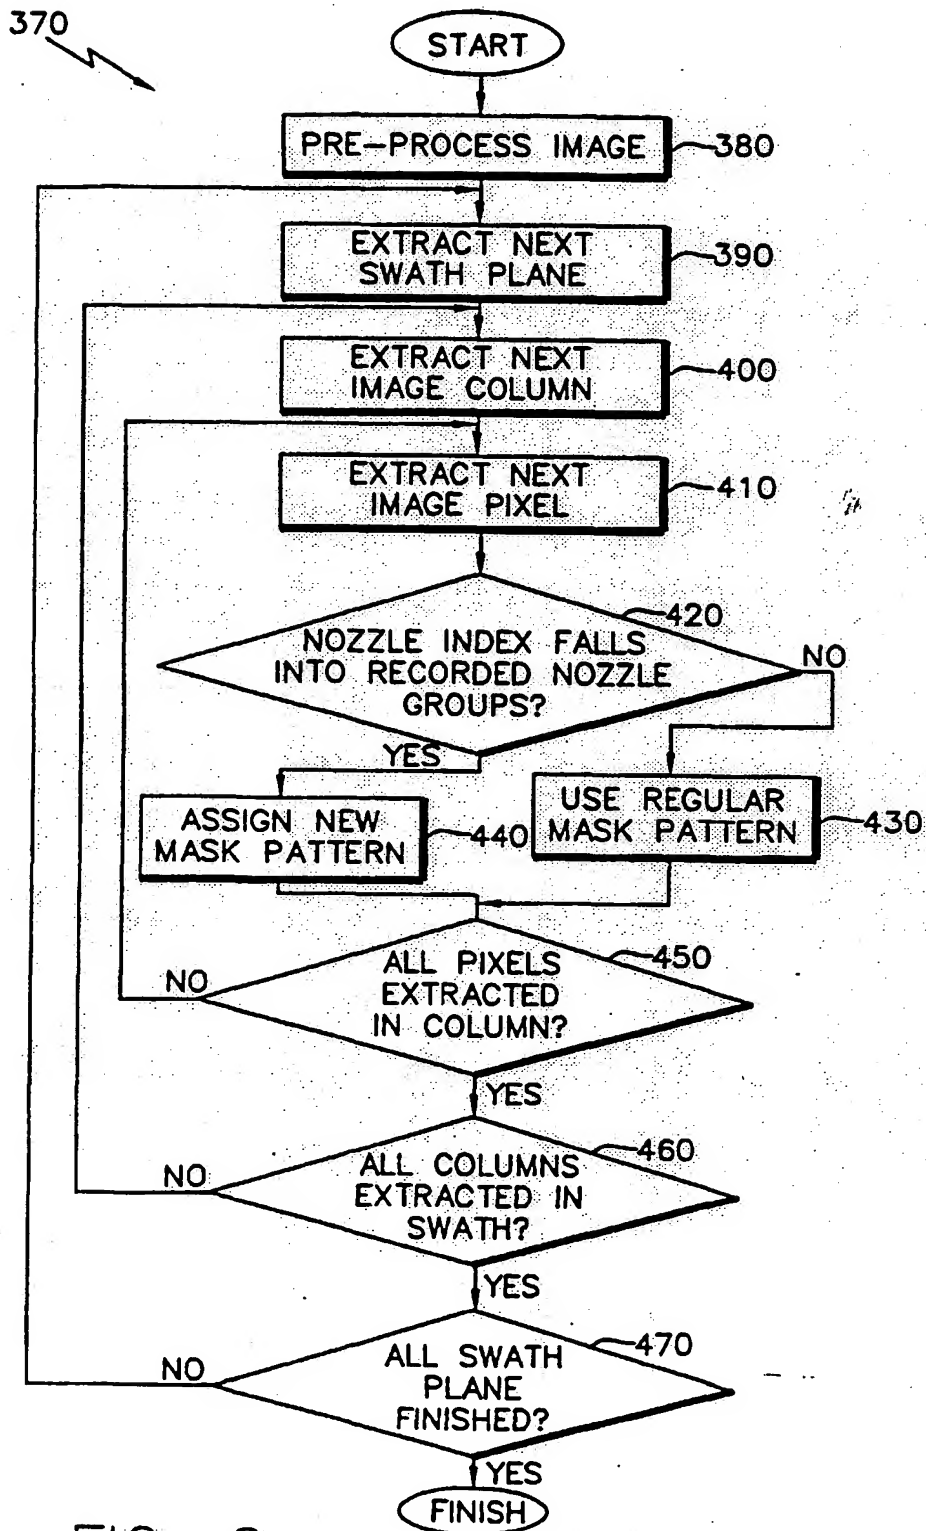 370
START
PRE-PROCESS IMAGE
380
EXTRACT NEXT
SWATH PLANE
390
EXTRACT NEXT
IMAGE COLUMN
400
EXTRACT NEXT
IMAGE PIXEL
410
420
NOZZLE INDEX FALLS
INTO RECORDED NOZZLE
GROUPS?
NO
YES
ASSIGN NEW
MASK PATTERN
440
USE REGULAR
MASK PATTERN
430
450
ALL PIXELS
EXTRACTED
IN COLUMN?
NO
YES
460
ALL COLUMNS
EXTRACTED IN
SWATH?
NO
YES
470
ALL SWATH
PLANE
FINISHED?
NO
YES
FINISH